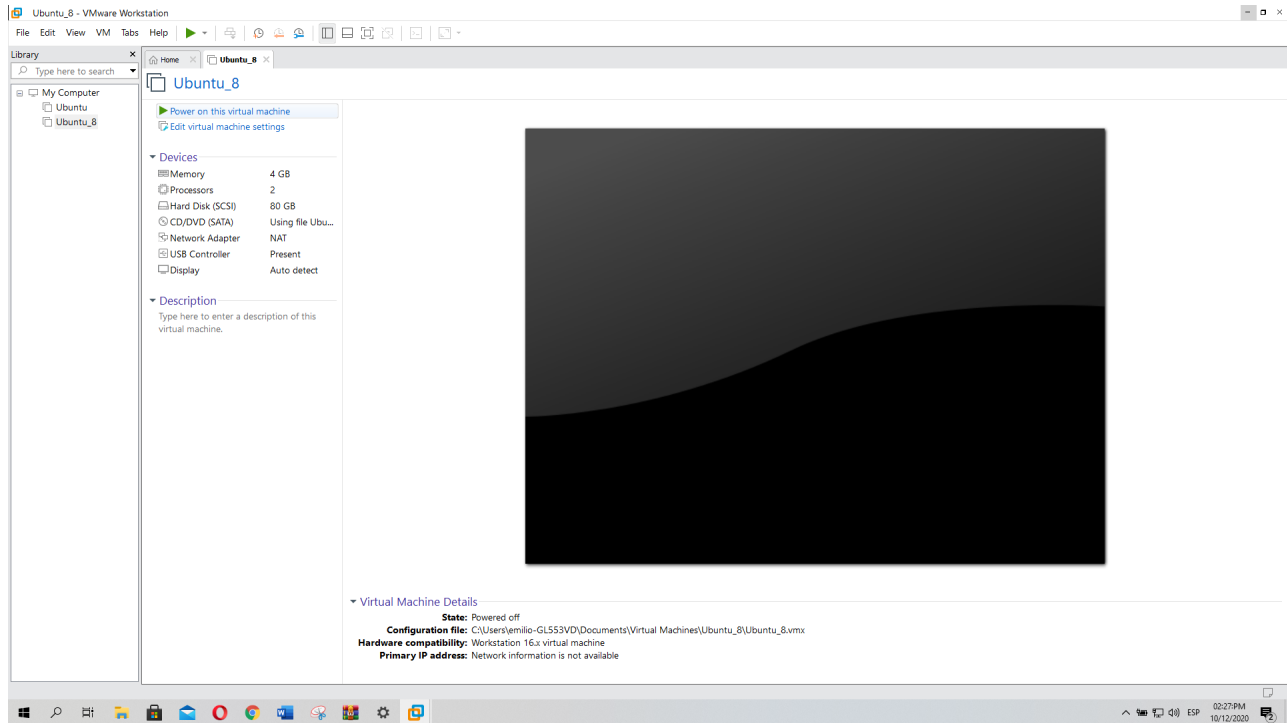 Ubuntu_8 - VMware Workstation
File Edit View VM Tabs Help
Library
Type here to search
My Computer
Ubuntu
Ubuntu_8
Home
Ubuntu_8
Ubuntu_8
Power on this virtual machine
Edit virtual machine settings
Devices
Memory 4 GB
Processors 2
Hard Disk (SCSI) 80 GB
CD/DVD (SATA) Using file Ubu...
Network Adapter NAT
USB Controller Present
Display Auto detect
Description
Type here to enter a description of this
virtual machine.
Virtual Machine Details
State: Powered off
Configuration file: C:\Users\emilio-GL553VD\Documents\Virtual Machines\Ubuntu_8\Ubuntu_8.vmx
Hardware compatibility: Workstation 16.x virtual machine
Primary IP address: Network information is not available
ESP
02:27PM
10/12/2020